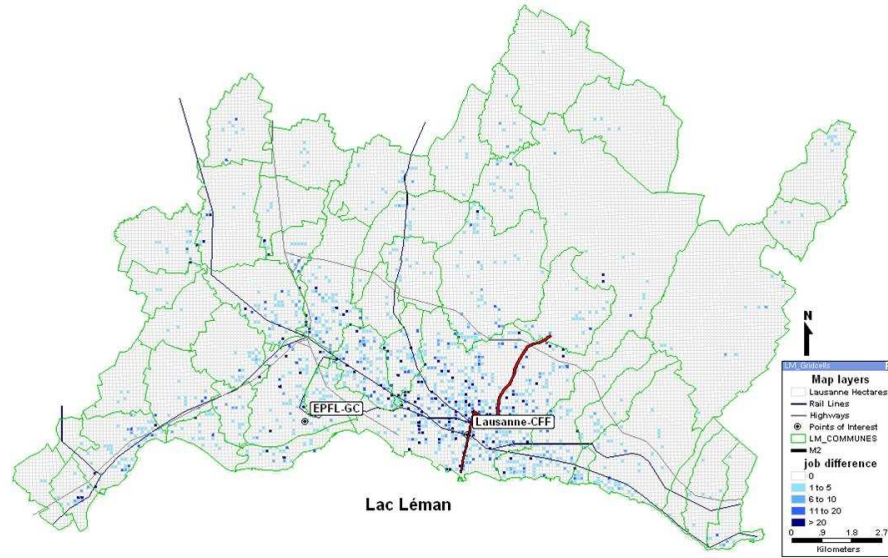 EPFL-GC
Lausanne-CFF
Lac Léman
N
LM_Gridcells
Map layers
Lausanne Hectares
Rail Lines
Highways
Points of Interest
LM_COMMUNES
M2
job difference
0
1 to 5
6 to 10
11 to 20
> 20
0 .9 1.8 2.7
Kilometers